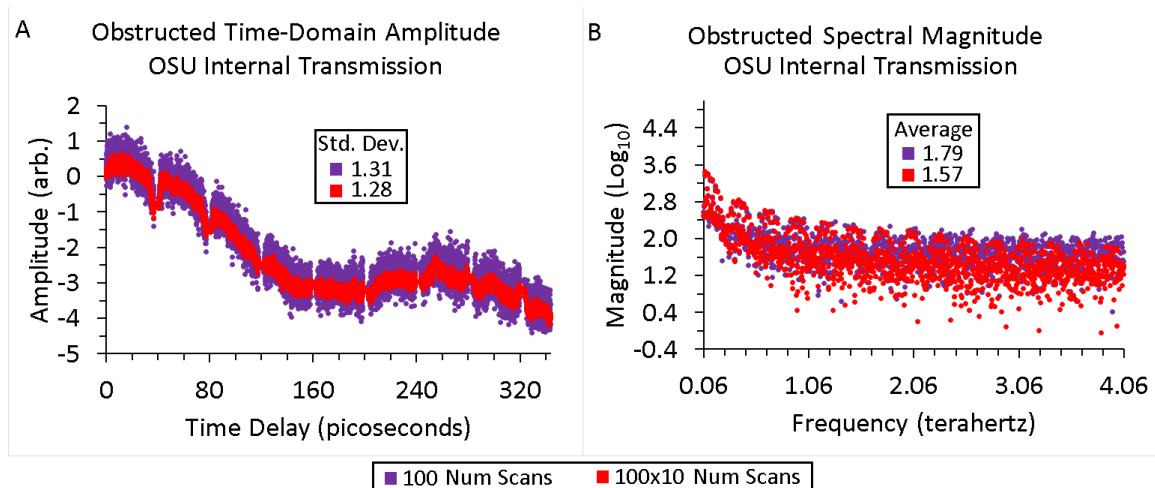 A
Obstructed Time-Domain Amplitude
OSU Internal Transmission
Amplitude (arb.)
2
1
0
-1
-2
-3
-4
-5
Std. Dev.
1.31
1.28
0 80 160 240 320
Time Delay (picoseconds)
B
Obstructed Spectral Magnitude
OSU Internal Transmission
Magnitude (Log10)
4.4
3.6
2.8
2.0
1.2
0.4
-0.4
Average
1.79
1.57
0.06 1.06 2.06 3.06 4.06
Frequency (terahertz)
100 Num Scans 100x10 Num Scans